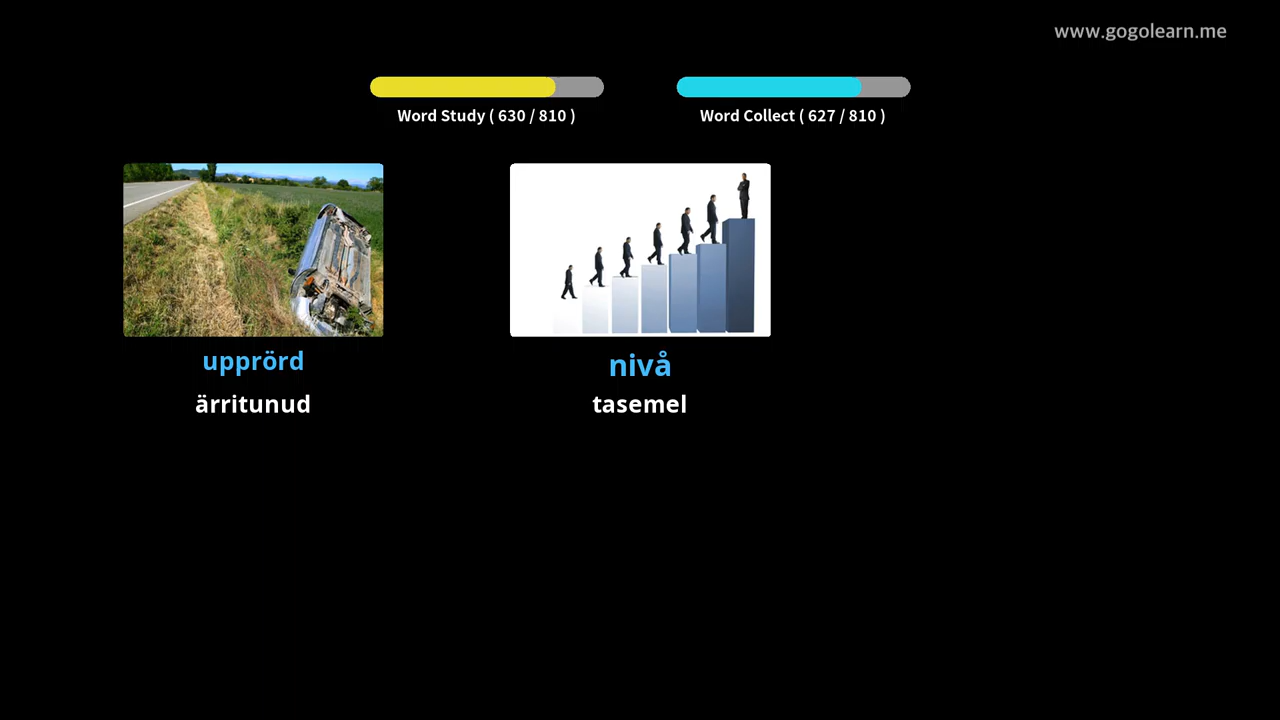 www.gogolearn.me
Word Study ( 630 / 810 )
Word Collect ( 627 / 810 )
upprörd
nivå
ärritunud
tasemel